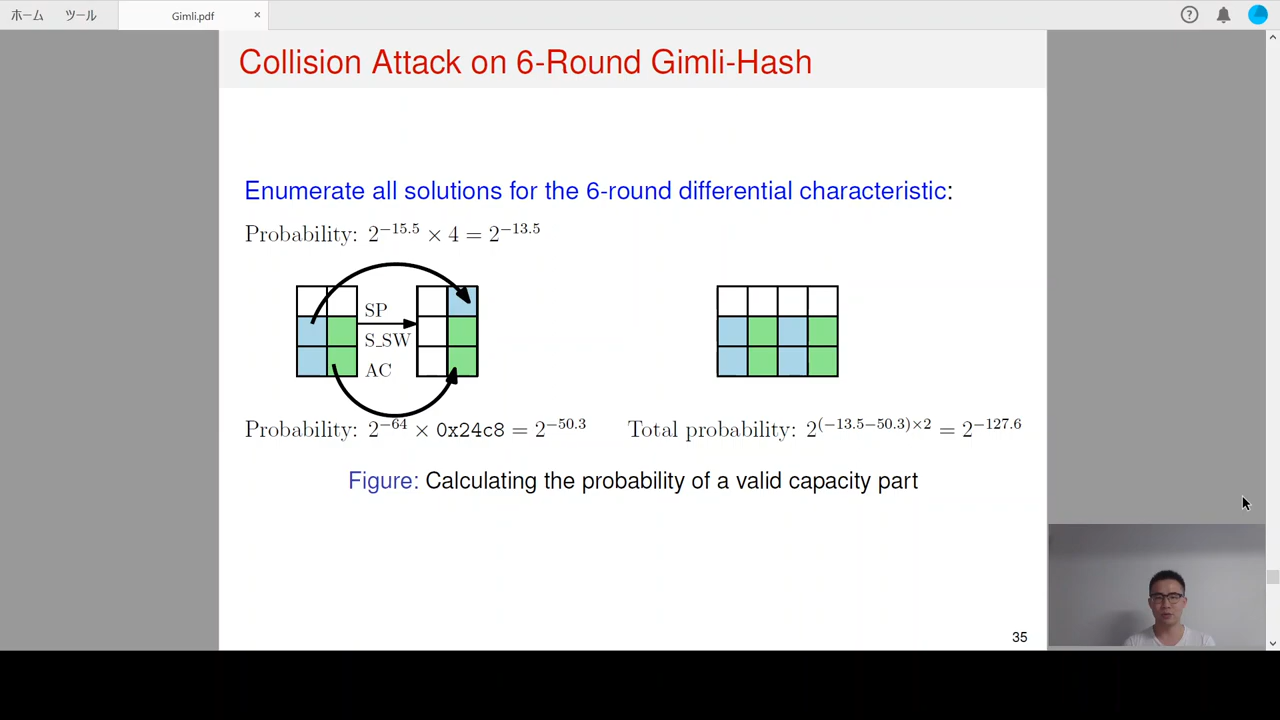 ホーム ツール Gimli.pdf × ?
Collision Attack on 6-Round Gimli-Hash
Enumerate all solutions for the 6-round differential characteristic:
Probability: 2^{-15.5} × 4 = 2^{-13.5}
SP
S_SW
AC
Probability: 2^{-64} × 0x24c8 = 2^{-50.3} Total probability: 2^{(-13.5-50.3)×2} = 2^{-127.6}
Figure: Calculating the probability of a valid capacity part
35